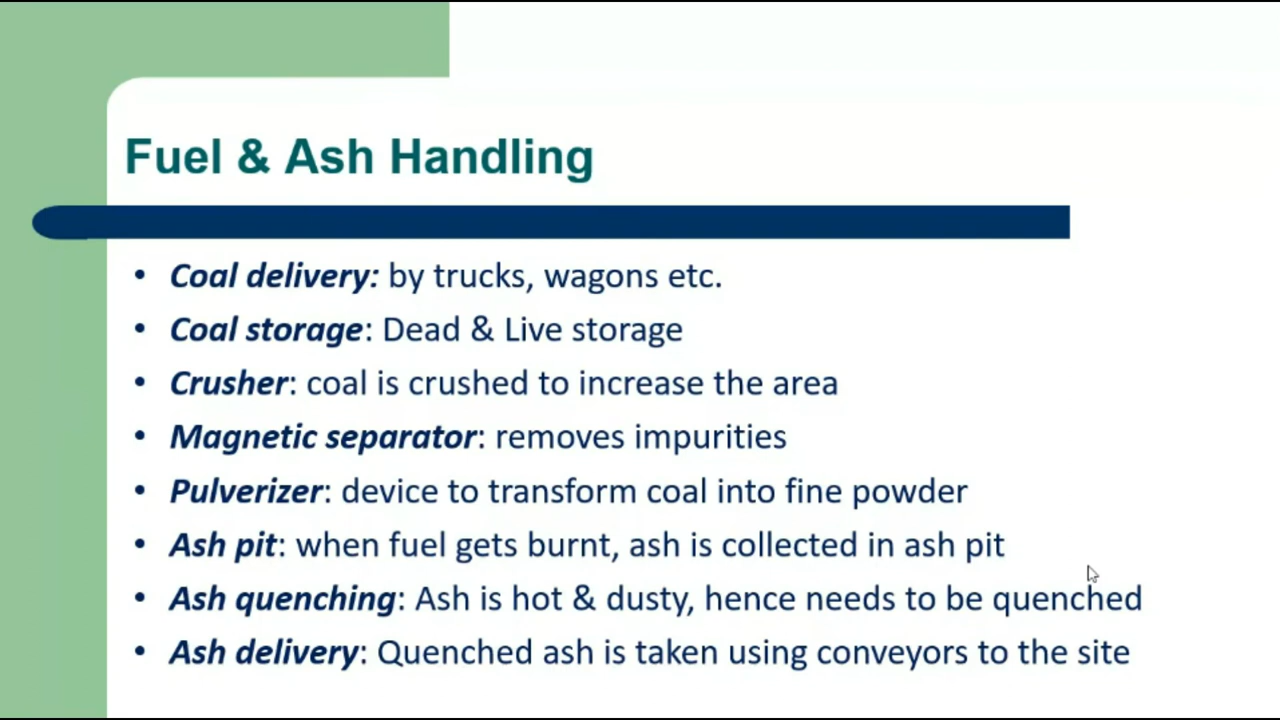 Fuel & Ash Handling
• Coal delivery: by trucks, wagons etc.
• Coal storage: Dead & Live storage
• Crusher: coal is crushed to increase the area
• Magnetic separator: removes impurities
• Pulverizer: device to transform coal into fine powder
• Ash pit: when fuel gets burnt, ash is collected in ash pit
• Ash quenching: Ash is hot & dusty, hence needs to be quenched
• Ash delivery: Quenched ash is taken using conveyors to the site